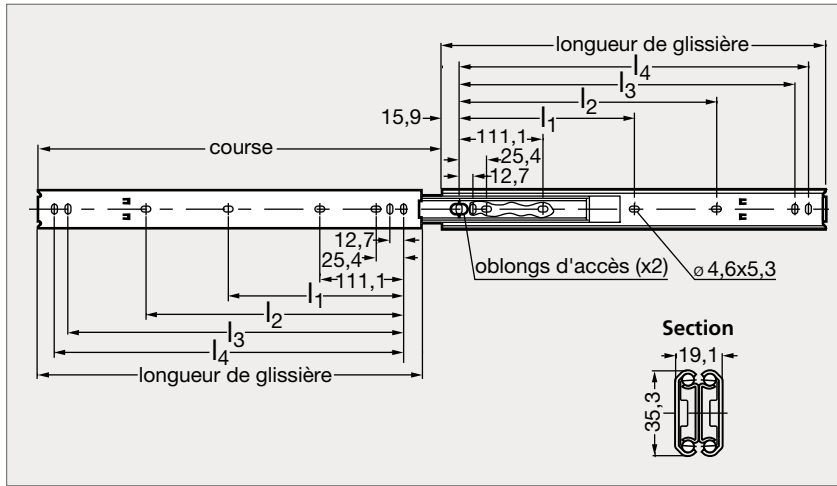 longueur de glissière
l4
l3
l2
15,9
l1
111,1
course
25,4
12,7
12,7
oblongs d'accès (x2)
ø 4,6x5,3
25,4
111,1
l1
l2
l3
Section
l4
19,1
longueur de glissière
35,3